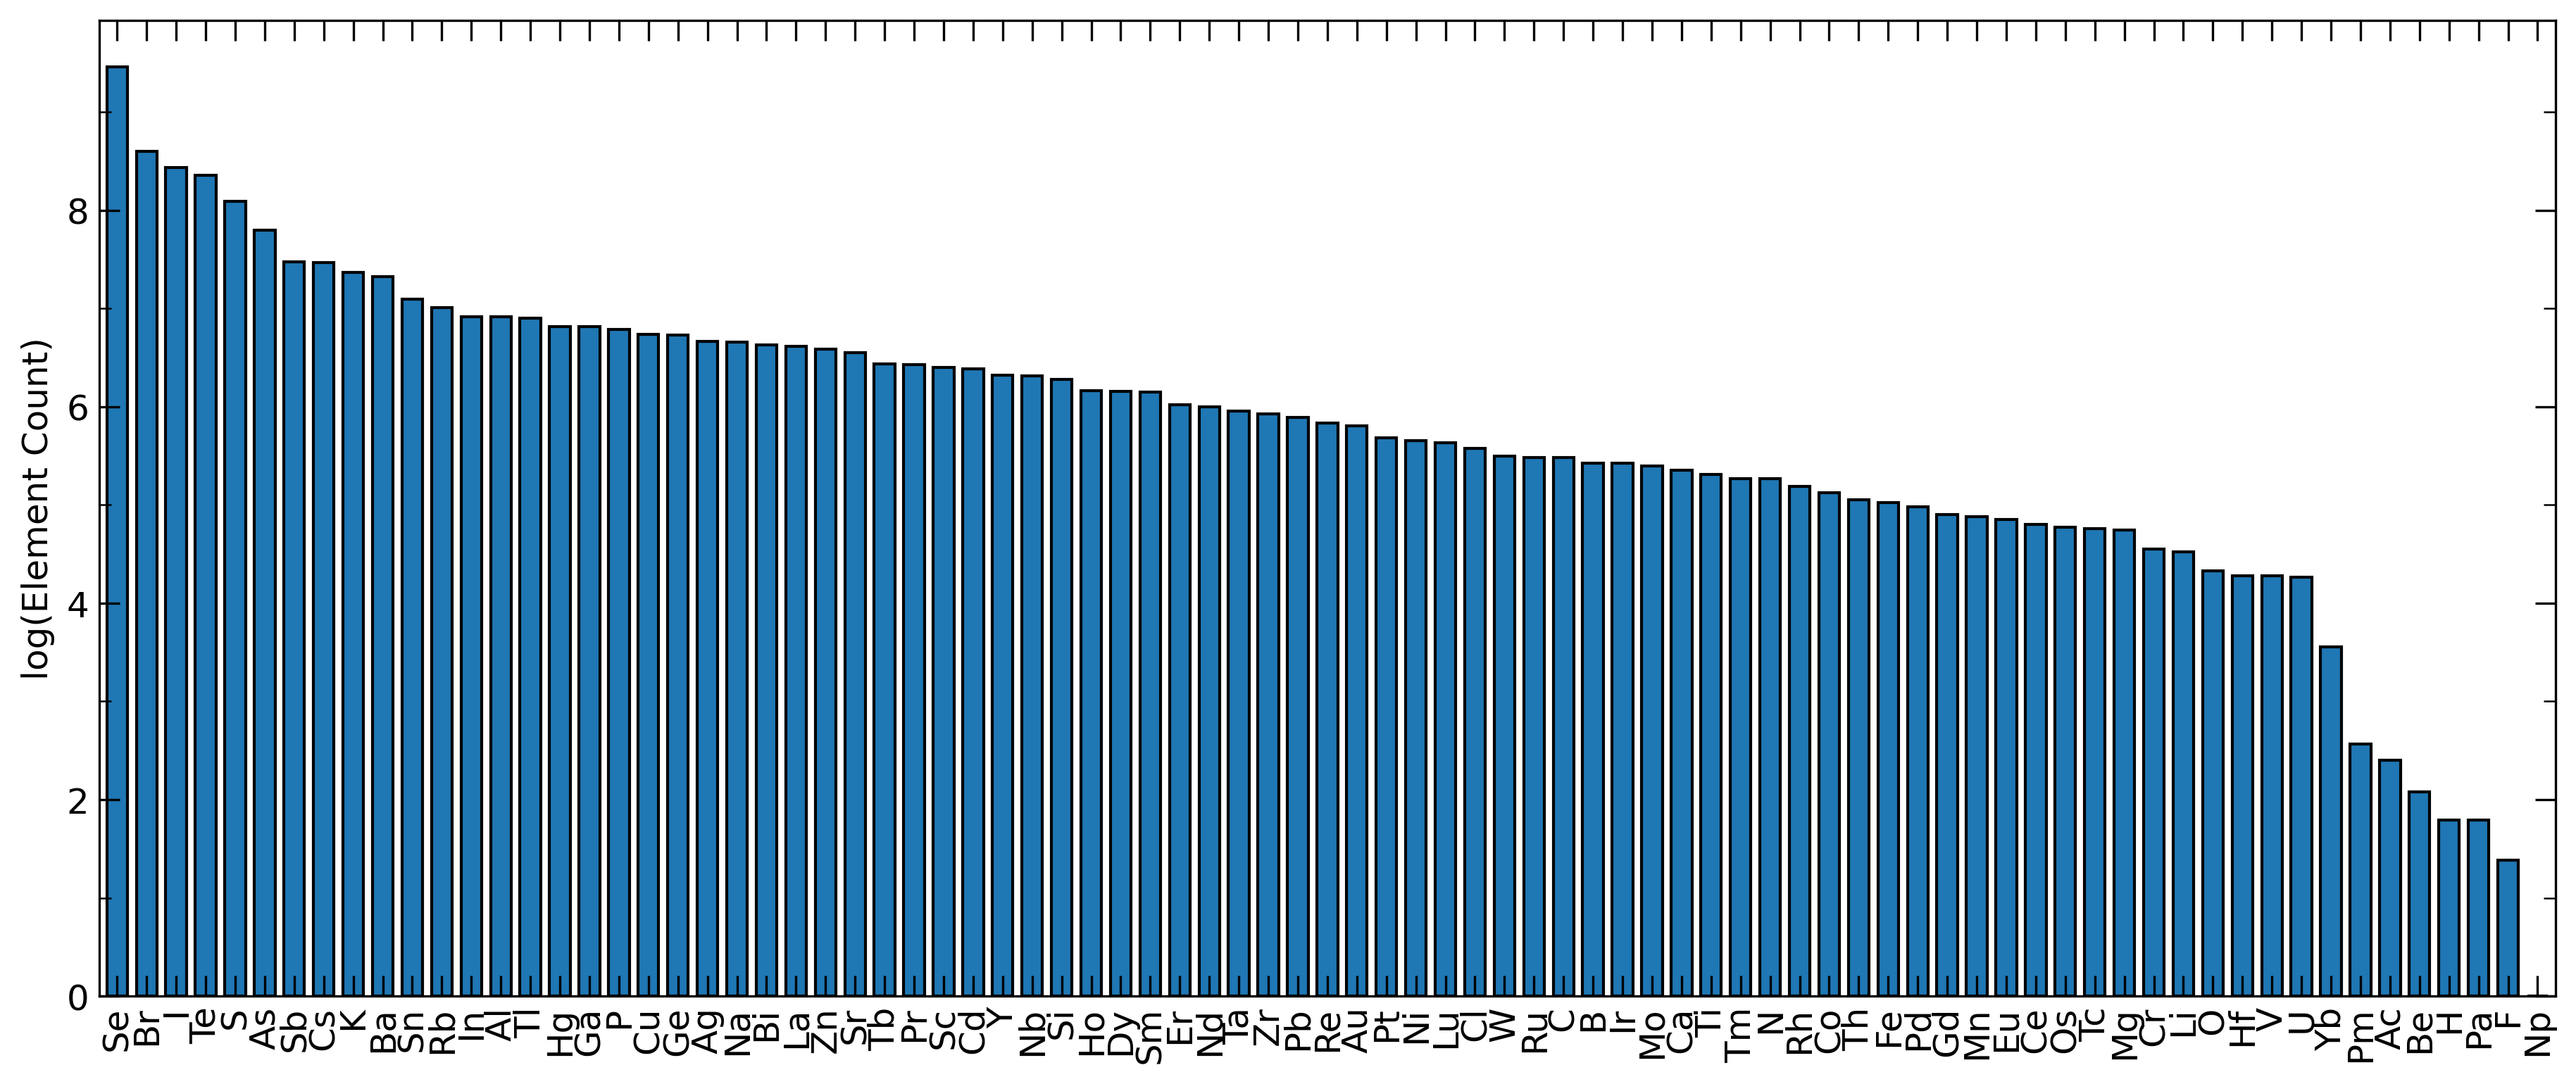 log(Element Count)
8
6
4
2
0
Se Br I Te S As Sb Cs K Ba Sn Rb In Al Tl Hg Ga P Cu Ge Ag Na Bi La Zn Sr Tb Pr Sc Cd Y Nb Si Ho Dy Sm Er Nd Ta Zr Pb Re Au Pt Ni Lu Cl W Ru C B Ir Mo Ca Ti Tm N Rh Co Th Fe Pd Gd Mn Eu Ce Os Tc Mg Cr Li O Hf V U Yb Pm Ac Be H Pa F Np